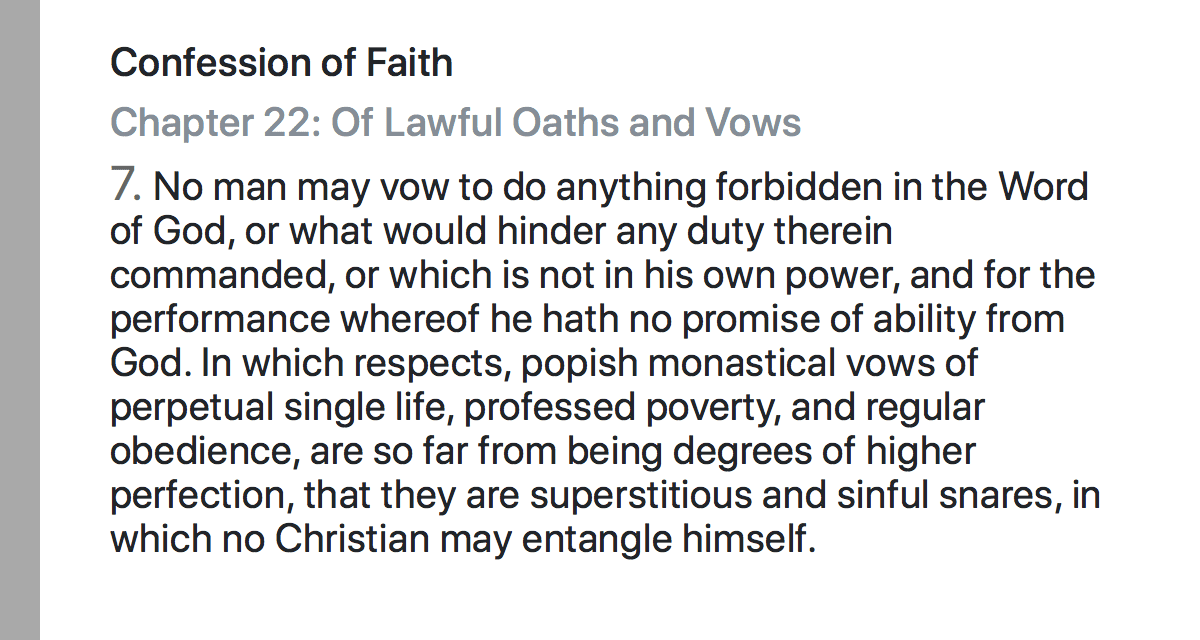 Confession of Faith
Chapter 22: Of Lawful Oaths and Vows
7. No man may vow to do anything forbidden in the Word
of God, or what would hinder any duty therein
commanded, or which is not in his own power, and for the
performance whereof he hath no promise of ability from
God. In which respects, popish monastical vows of
perpetual single life, professed poverty, and regular
obedience, are so far from being degrees of higher
perfection, that they are superstitious and sinful snares, in
which no Christian may entangle himself.